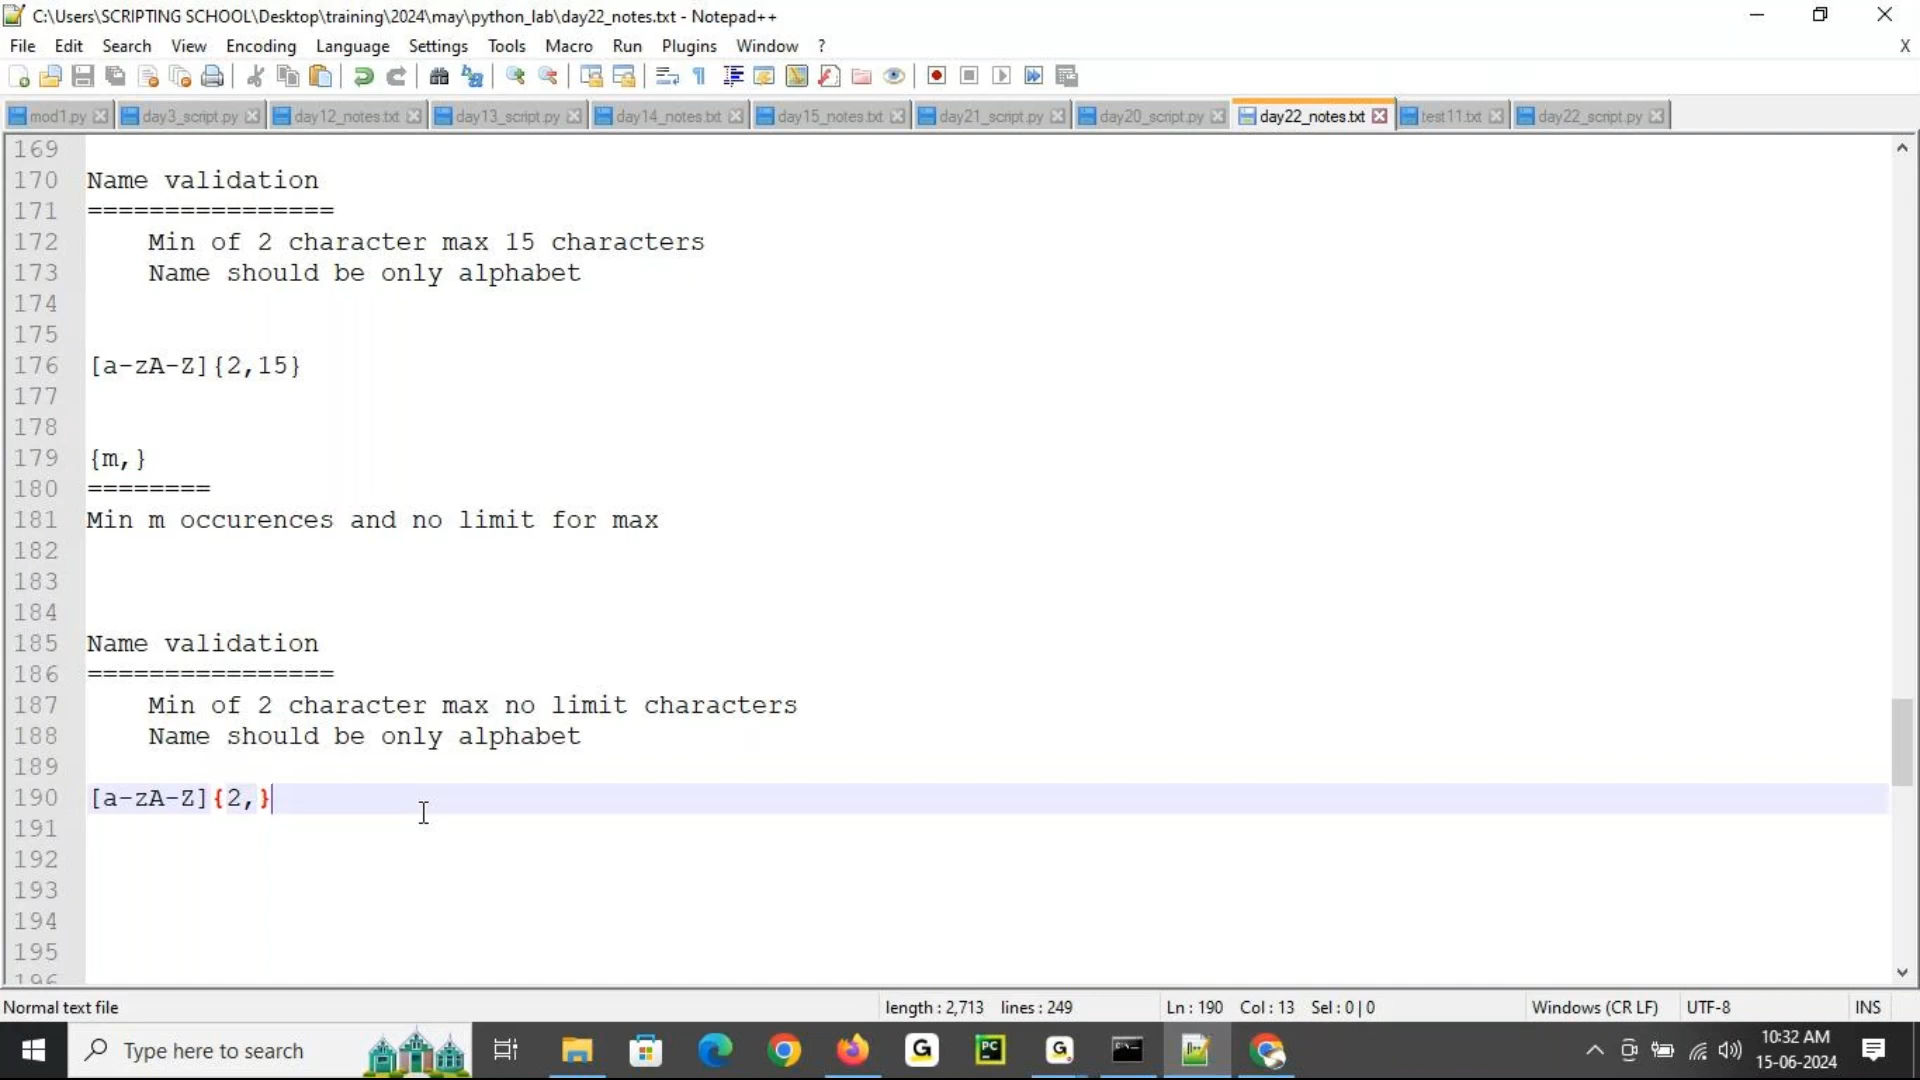 C:\Users\SCRIPTING SCHOOL\Desktop\training\2024\may\python_lab\day22_notes.txt - Notepad++
File Edit Search View Encoding Language Settings Tools Macro Run Plugins Window ? X
mod1.py day3_script.py day12_notes.txt day13_script.py day14_notes.txt day15_notes.txt day21_script.py day20_script.py day22_notes.txt test11.txt day22_script.py
169
170 Name validation
171 ================
172 Min of 2 character max 15 characters
173 Name should be only alphabet
174
175
176 [a-zA-Z]{2,15}
177
178
179 {m,}
180 ========
181 Min m occurences and no limit for max
182
183
184
185 Name validation
186 ================
187 Min of 2 character max no limit characters
188 Name should be only alphabet
189
190 [a-zA-Z]{2,}
191
192
193
194
195
196
Normal text file length : 2,713 lines : 249 Ln : 190 Col : 13 Sel : 0 | 0 Windows (CR LF) UTF-8 INS
Type here to search
10:32 AM
15-06-2024